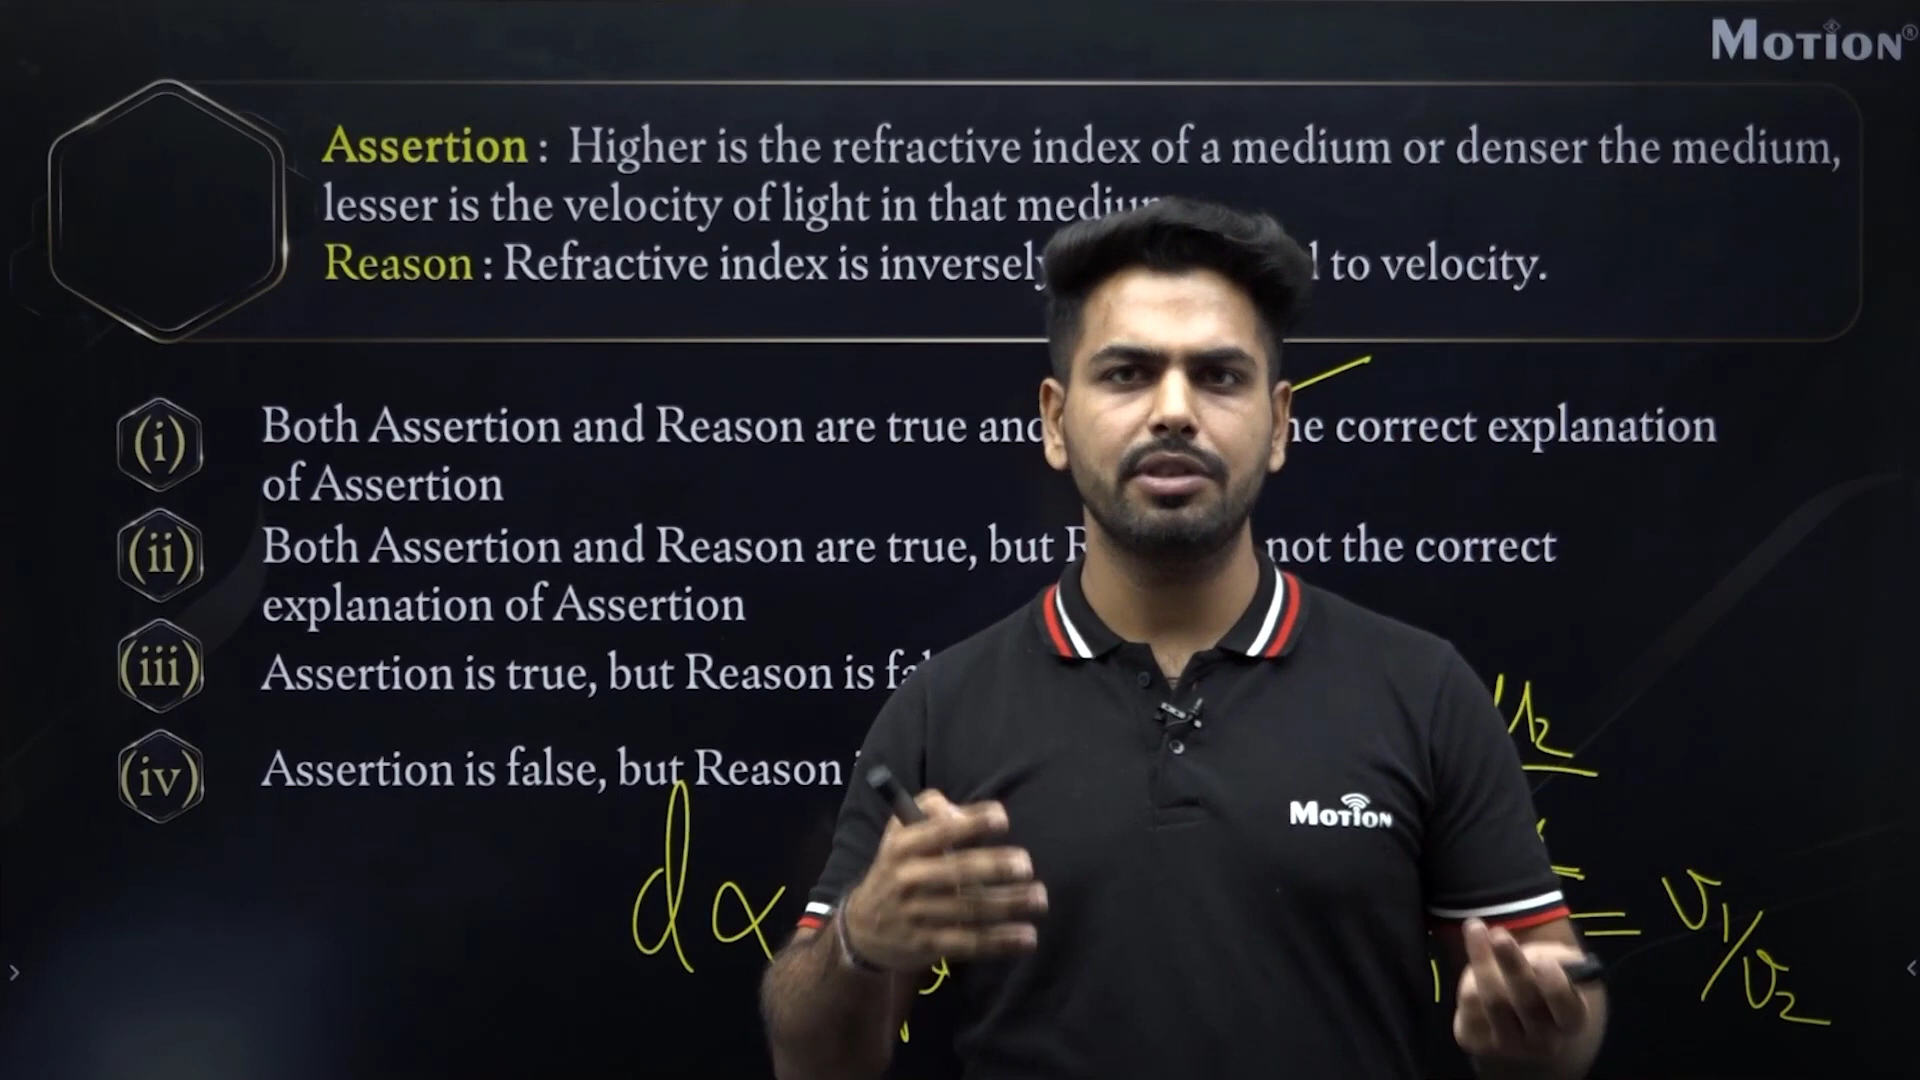 MOTION®
Assertion : Higher is the refractive index of a medium or denser the medium,
lesser is the velocity of light in that
Reason : Refractive index is to velocity.
(i) Both Assertion and Reason are true and correct explanation
of Assertion
(ii) Both Assertion and Reason are true, but not the correct
explanation of Assertion
(iii) Assertion is true, but Reason is
(iv) Assertion is false, but Reason
μ2
MOTION
d α
= v1/v2